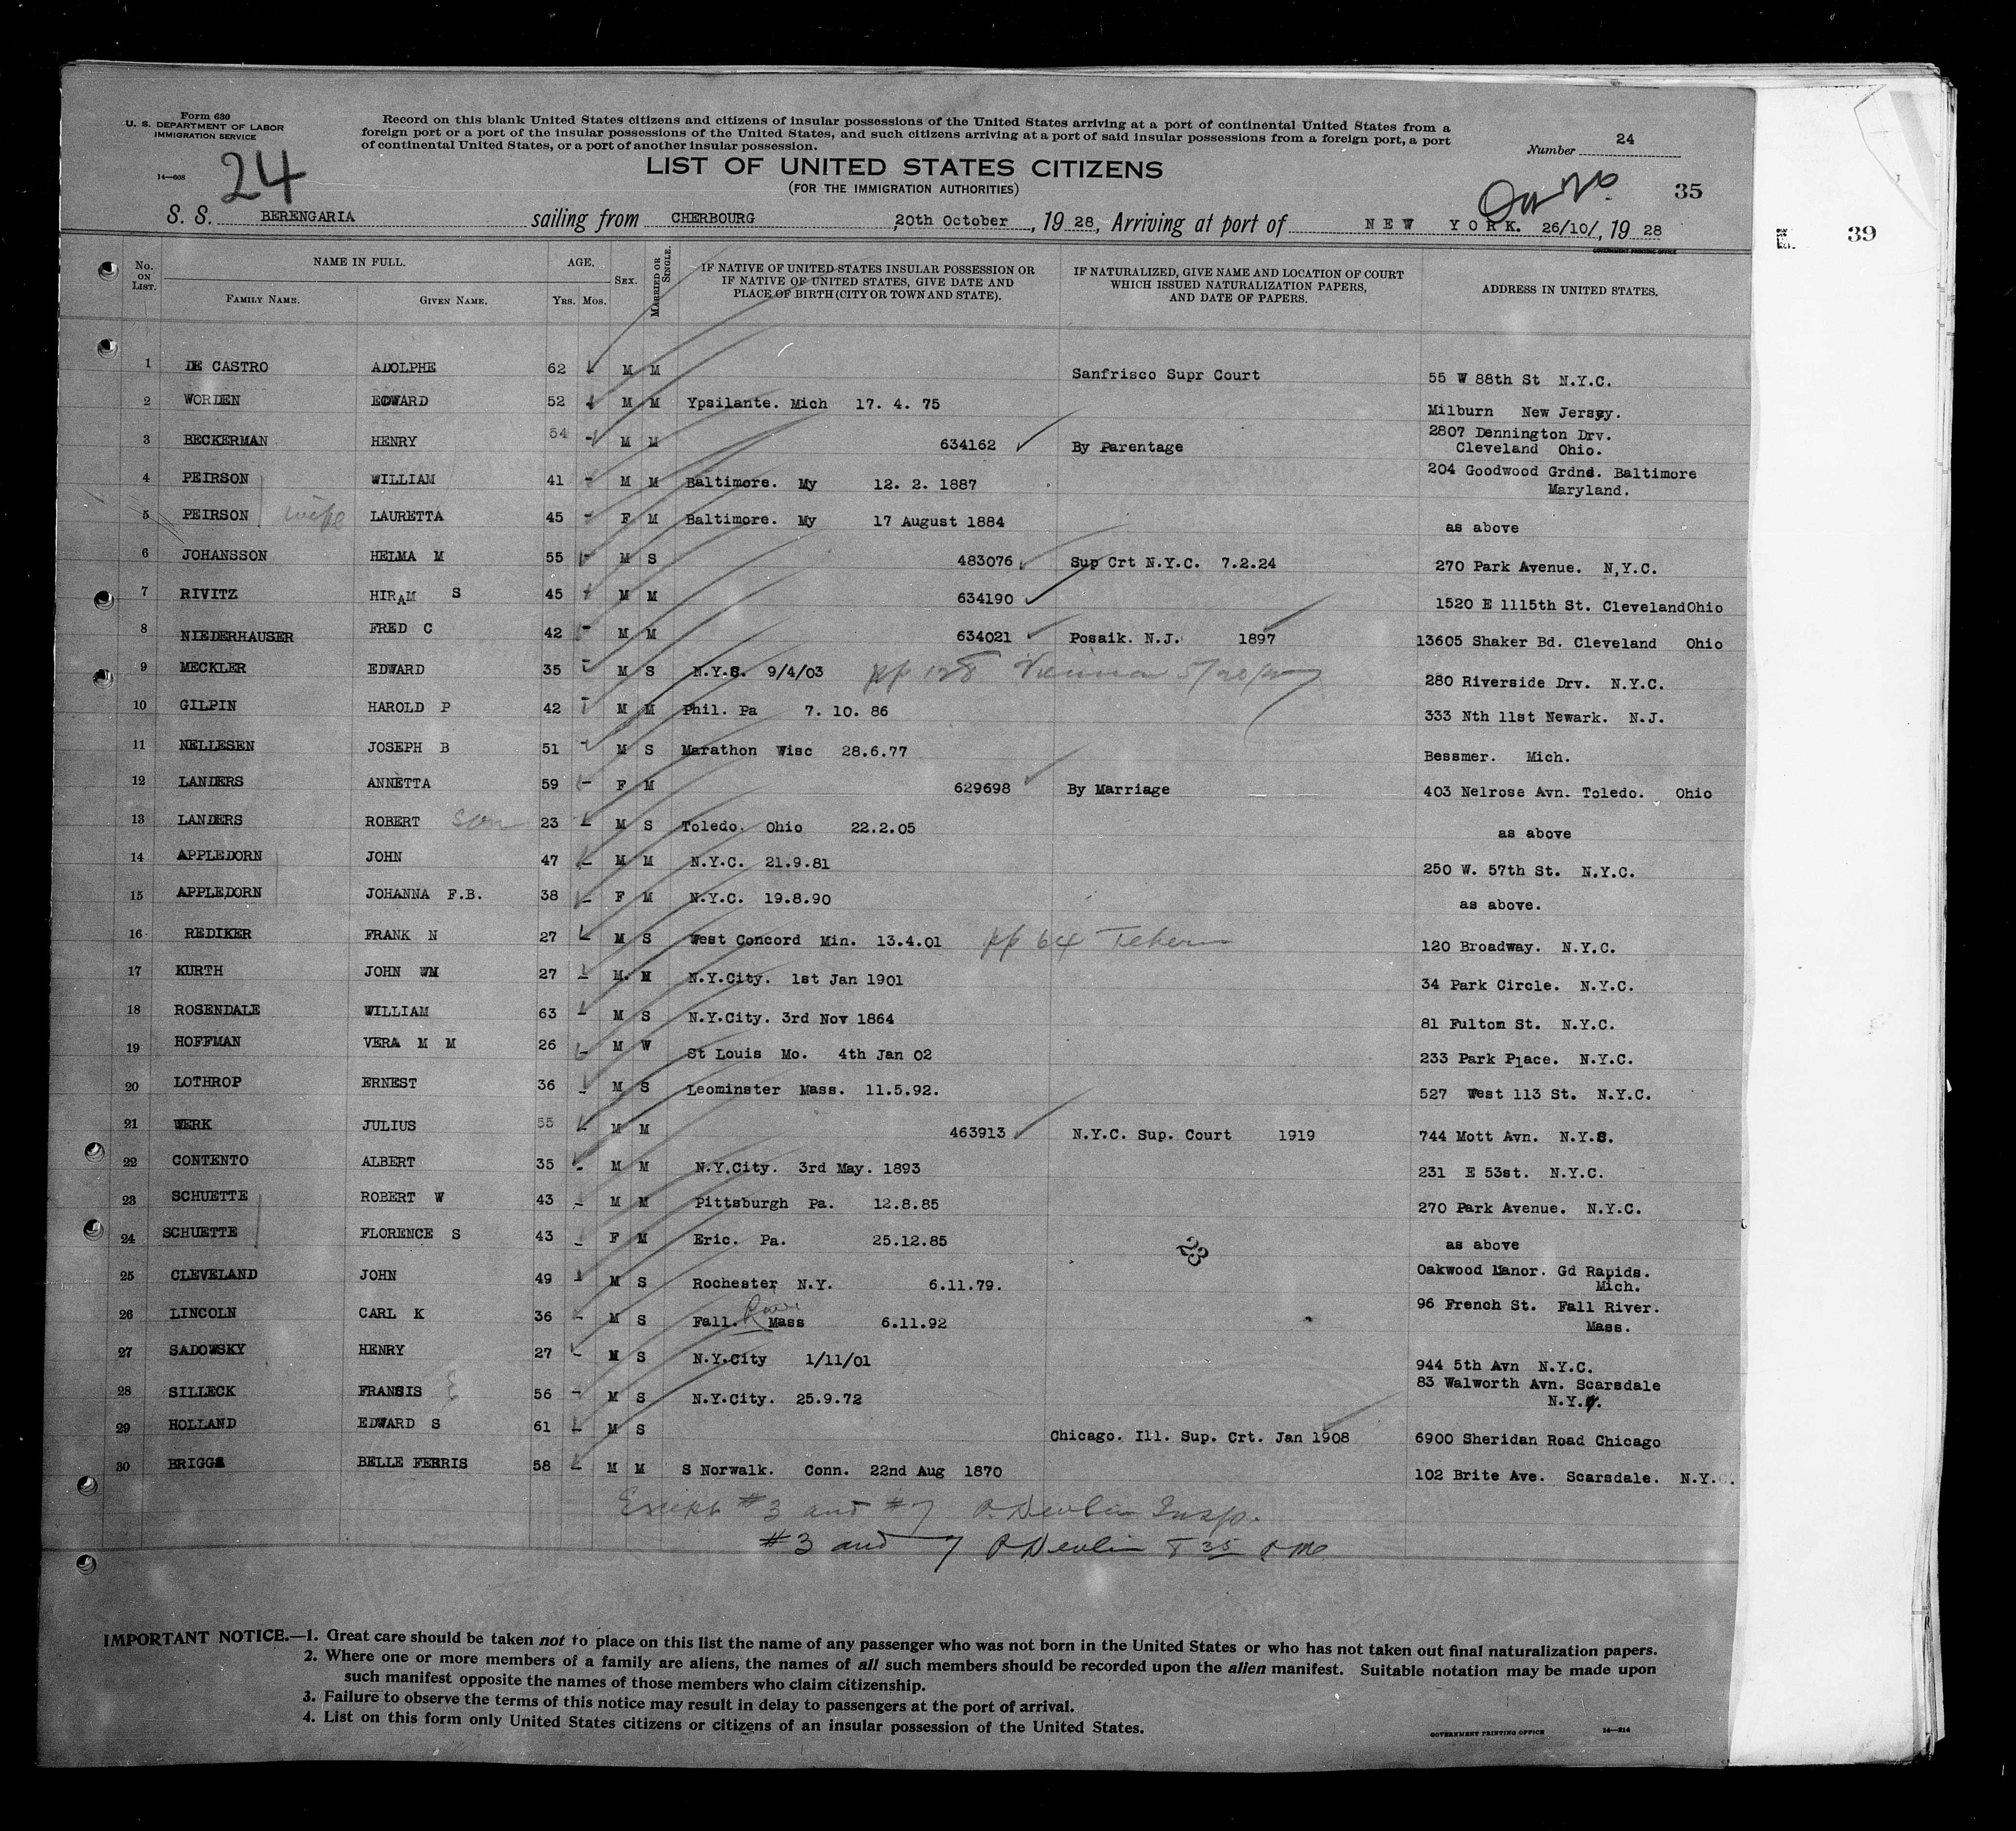 Form 630
U. S. DEPARTMENT OF LABOR
IMMIGRATION SERVICE
14—608
24
Record on this blank United States citizens and citizens of insular possessions of the United States arriving at a port of continental United States from a
foreign port or a port of the insular possessions of the United States, and such citizens arriving at a port of said insular possessions from a foreign port, a port
of continental United States, or a port of another insular possession.
Number 24
LIST OF UNITED STATES CITIZENS
(FOR THE IMMIGRATION AUTHORITIES)
35
39
S. S. BERENGARIA sailing from CHERBOURG ,20th October , 19 28, Arriving at port of NEW YORK. 26/10/, 19 28
GOVERNMENT PRINTING OFFICE
No. ON LIST. NAME IN FULL. FAMILY NAME. GIVEN NAME. AGE. YRS. MOS. SEX. MARRIED OR SINGLE. IF NATIVE OF UNITED STATES INSULAR POSSESSION OR IF NATIVE OF UNITED STATES, GIVE DATE AND PLACE OF BIRTH (CITY OR TOWN AND STATE). IF NATURALIZED, GIVE NAME AND LOCATION OF COURT WHICH ISSUED NATURALIZATION PAPERS, AND DATE OF PAPERS. ADDRESS IN UNITED STATES.
1 DE CASTRO ADOLPHE 62 M M Sanfrisco Supr Court 55 W 88th St N.Y.C.
2 WORDEN EDWARD 52 M M Ypsilante. Mich 17. 4. 75 Milburn New Jersey.
3 BECKERMAN HENRY 54 M M 634162 By Parentage 2807 Dennington Drv.
Cleveland Ohio.
4 PEIRSON WILLIAM 41 M M Baltimore. My 12. 2. 1887 204 Goodwood Grdnd. Baltimore
Maryland.
5 PEIRSON wife LAURETTA 45 F M Baltimore. My 17 August 1884 as above
6 JOHANSSON HELMA M 55 M S 483076 Sup Crt N.Y.C. 7.2.24 270 Park Avenue. N,Y.C.
7 RIVITZ HIRAM S 45 M M 634190 1520 E 1115th St. ClevelandOhio
8 NIEDERHAUSER FRED C 42 M M 634021 Posaik. N.J. 1897 13605 Shaker Bd. Cleveland Ohio
9 MECKLER EDWARD 35 M S N.Y.S. 9/4/03 pp 128 Vienna 280 Riverside Drv. N.Y.C.
10 GILPIN HAROLD P 42 M M Phil. Pa 7. 10. 86 333 Nth 11st Newark. N.J.
11 NELLESEN JOSEPH B 51 M S Marathon Wisc 28.6.77 Bessmer. Mich.
12 LANDERS ANNETTA 59 F M 629698 By Marriage 403 Nelrose Avn. Toledo. Ohio
13 LANDERS ROBERT son 23 M S Toledo. Ohio 22.2.05 as above
14 APPLEDORN JOHN 47 M M N.Y.C. 21.9.81 250 W. 57th St. N.Y.C.
15 APPLEDORN JOHANNA F.B. 38 F M N.Y.C. 19.8.90 as above.
16 REDIKER FRANK N 27 M S West Concord Min. 13.4.01 pp 64 Teheran 120 Broadway. N.Y.C.
17 KURTH JOHN WM 27 M. M N.Y.City. 1st Jan 1901 34 Park Circle. N.Y.C.
18 ROSENDALE WILLIAM 63 M S N.Y.City. 3rd Nov 1864 81 Fultom St. N.Y.C.
19 HOFFMAN VERA M M 26 M W St Louis Mo. 4th Jan 02 233 Park Place. N.Y.C.
20 LOTHROP ERNEST 36 M S Leominster Mass. 11.5.92. 527 West 113 St. N.Y.C.
21 WERK JULIUS 55 M M 463913 N.Y.C. Sup. Court 1919 744 Mott Avn. N.Y.S.
22 CONTENTO ALBERT 35 M M N.Y.City. 3rd May. 1893 231 E 53st. N.Y.C.
23 SCHUETTE ROBERT W 43 M M Pittsburgh Pa. 12.8.85 270 Park Avenue. N.Y.C.
24 SCHUETTE FLORENCE S 43 F M Eric. Pa. 25.12.85 as above
23
25 CLEVELAND JOHN 49 M S Rochester N.Y. 6.11.79. Oakwood Manor. Gd Rapids.
Mich.
26 LINCOLN CARL K 36 M S Fall. River Mass 6.11.92 96 French St. Fall River.
Mass.
27 SADOWSKY HENRY 27 M S N.Y.City 1/11/01 944 5th Avn N.Y.C.
28 SILLECK FRANSIS E 56 M S N.Y.City. 25.9.72 83 Walworth Avn. Scarsdale
N.Y.
29 HOLLAND EDWARD S 61 M S Chicago. Ill. Sup. Crt. Jan 1908 6900 Sheridan Road Chicago
30 BRIGGS BELLE FERRIS 58 M M S Norwalk. Conn. 22nd Aug 1870 102 Brite Ave. Scarsdale. N.Y.C.
Except #3 and #7 P. Devlin Insp.
#3 and 7 P Devlin 8 35 P M
IMPORTANT NOTICE.—1. Great care should be taken not to place on this list the name of any passenger who was not born in the United States or who has not taken out final naturalization papers.
2. Where one or more members of a family are aliens, the names of all such members should be recorded upon the alien manifest. Suitable notation may be made upon
such manifest opposite the names of those members who claim citizenship.
3. Failure to observe the terms of this notice may result in delay to passengers at the port of arrival.
4. List on this form only United States citizens or citizens of an insular possession of the United States.
GOVERNMENT PRINTING OFFICE 14—214